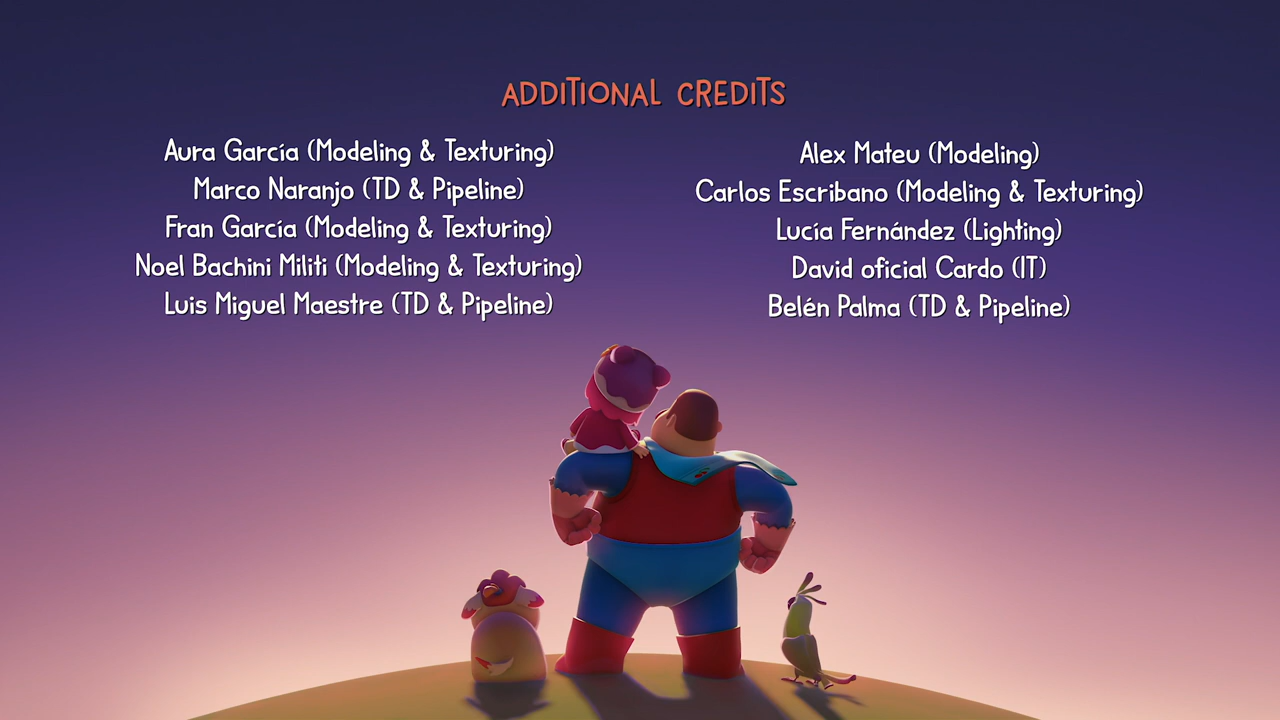 ADDITIONAL CREDITS
Aura García (Modeling & Texturing)
Marco Naranjo (TD & Pipeline)
Fran García (Modeling & Texturing)
Noel Bachini Militi (Modeling & Texturing)
Luis Miguel Maestre (TD & Pipeline)
Alex Mateu (Modeling)
Carlos Escribano (Modeling & Texturing)
Lucía Fernández (Lighting)
David oficial Cardo (IT)
Belén Palma (TD & Pipeline)